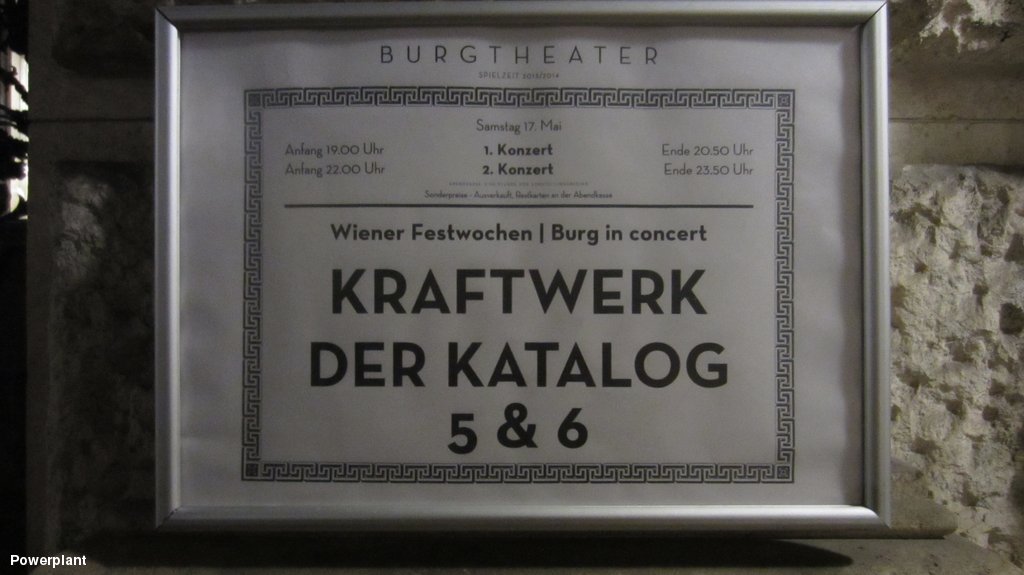 BURGTHEATER
SPIELZEIT 2013/2014
Samstag 17. Mai
Anfang 19.00 Uhr 1. Konzert Ende 20.50 Uhr
Anfang 22.00 Uhr 2. Konzert Ende 23.50 Uhr
Sonderpreise - Ausverkauft, Restkarten an der Abendkasse
Wiener Festwochen | Burg in concert
KRAFTWERK
DER KATALOG
5 & 6
Powerplant